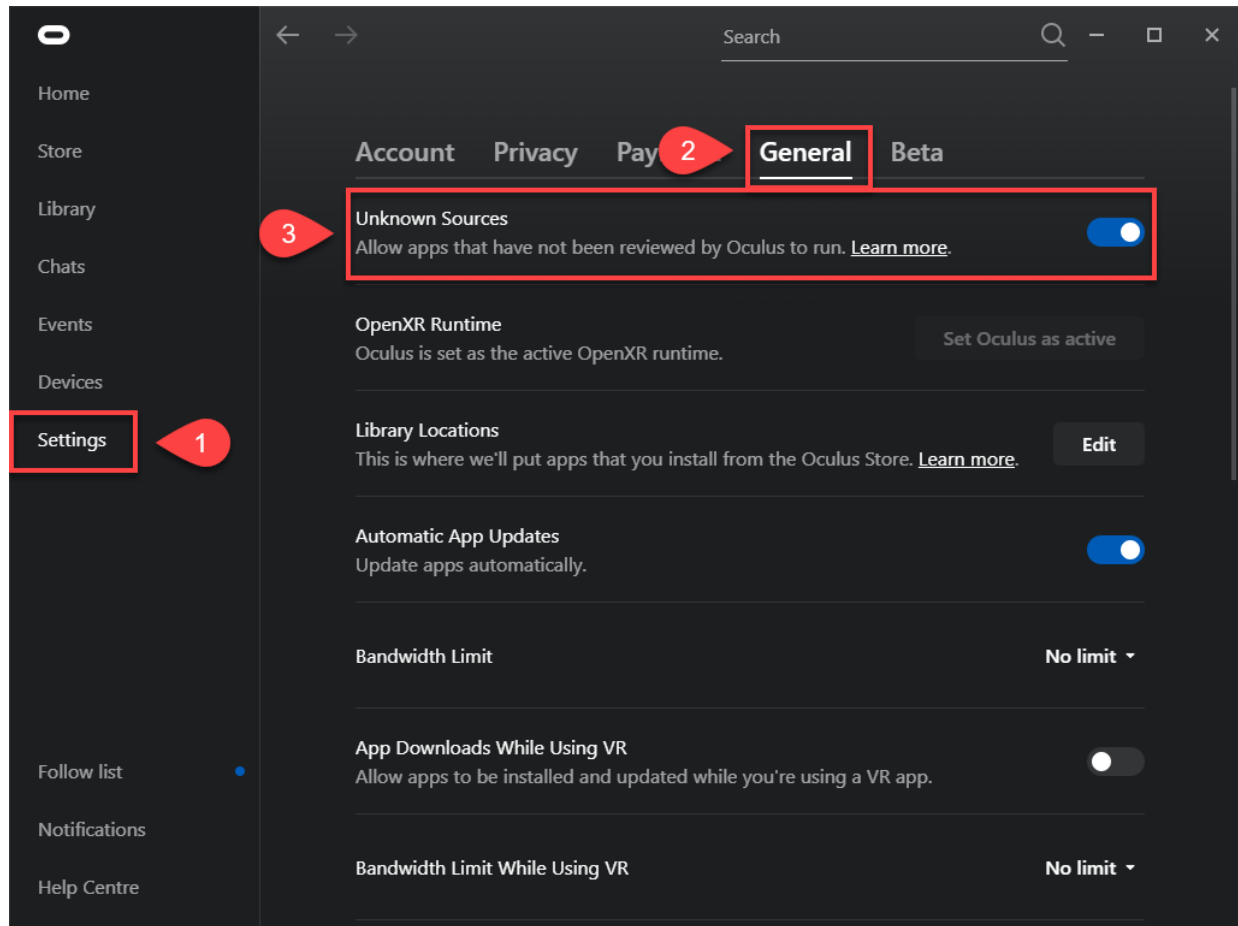 Search
Home
Store
Library
Chats
Events
Devices
Settings
1
Follow list
Notifications
Help Centre
Account Privacy 2 General Beta
3
Unknown Sources
Allow apps that have not been reviewed by Oculus to run. Learn more.
OpenXR Runtime
Oculus is set as the active OpenXR runtime.
Set Oculus as active
Library Locations
This is where we'll put apps that you install from the Oculus Store. Learn more.
Edit
Automatic App Updates
Update apps automatically.
Bandwidth Limit
No limit
App Downloads While Using VR
Allow apps to be installed and updated while you're using a VR app.
Bandwidth Limit While Using VR
No limit